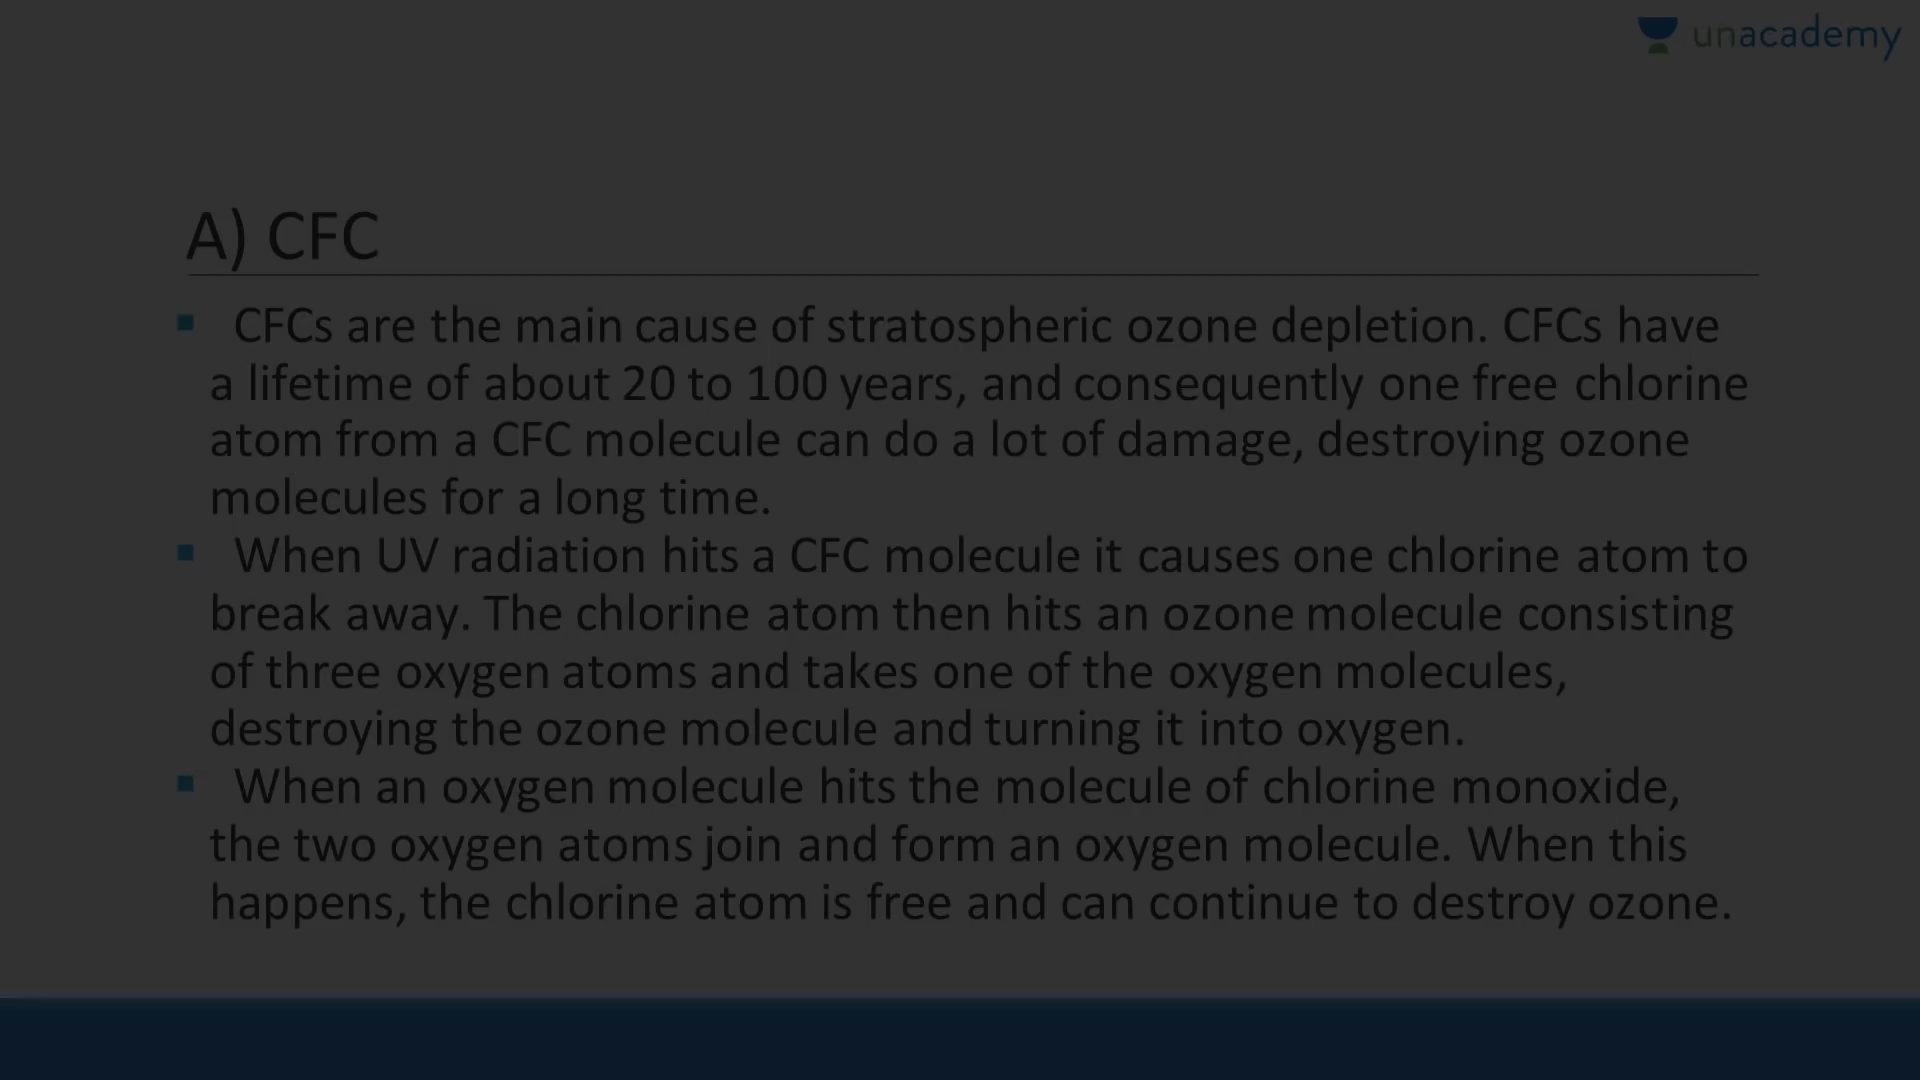 unacademy
A) CFC
▪ CFCs are the main cause of stratospheric ozone depletion. CFCs have
a lifetime of about 20 to 100 years, and consequently one free chlorine
atom from a CFC molecule can do a lot of damage, destroying ozone
molecules for a long time.
▪ When UV radiation hits a CFC molecule it causes one chlorine atom to
break away. The chlorine atom then hits an ozone molecule consisting
of three oxygen atoms and takes one of the oxygen molecules,
destroying the ozone molecule and turning it into oxygen.
▪ When an oxygen molecule hits the molecule of chlorine monoxide,
the two oxygen atoms join and form an oxygen molecule. When this
happens, the chlorine atom is free and can continue to destroy ozone.